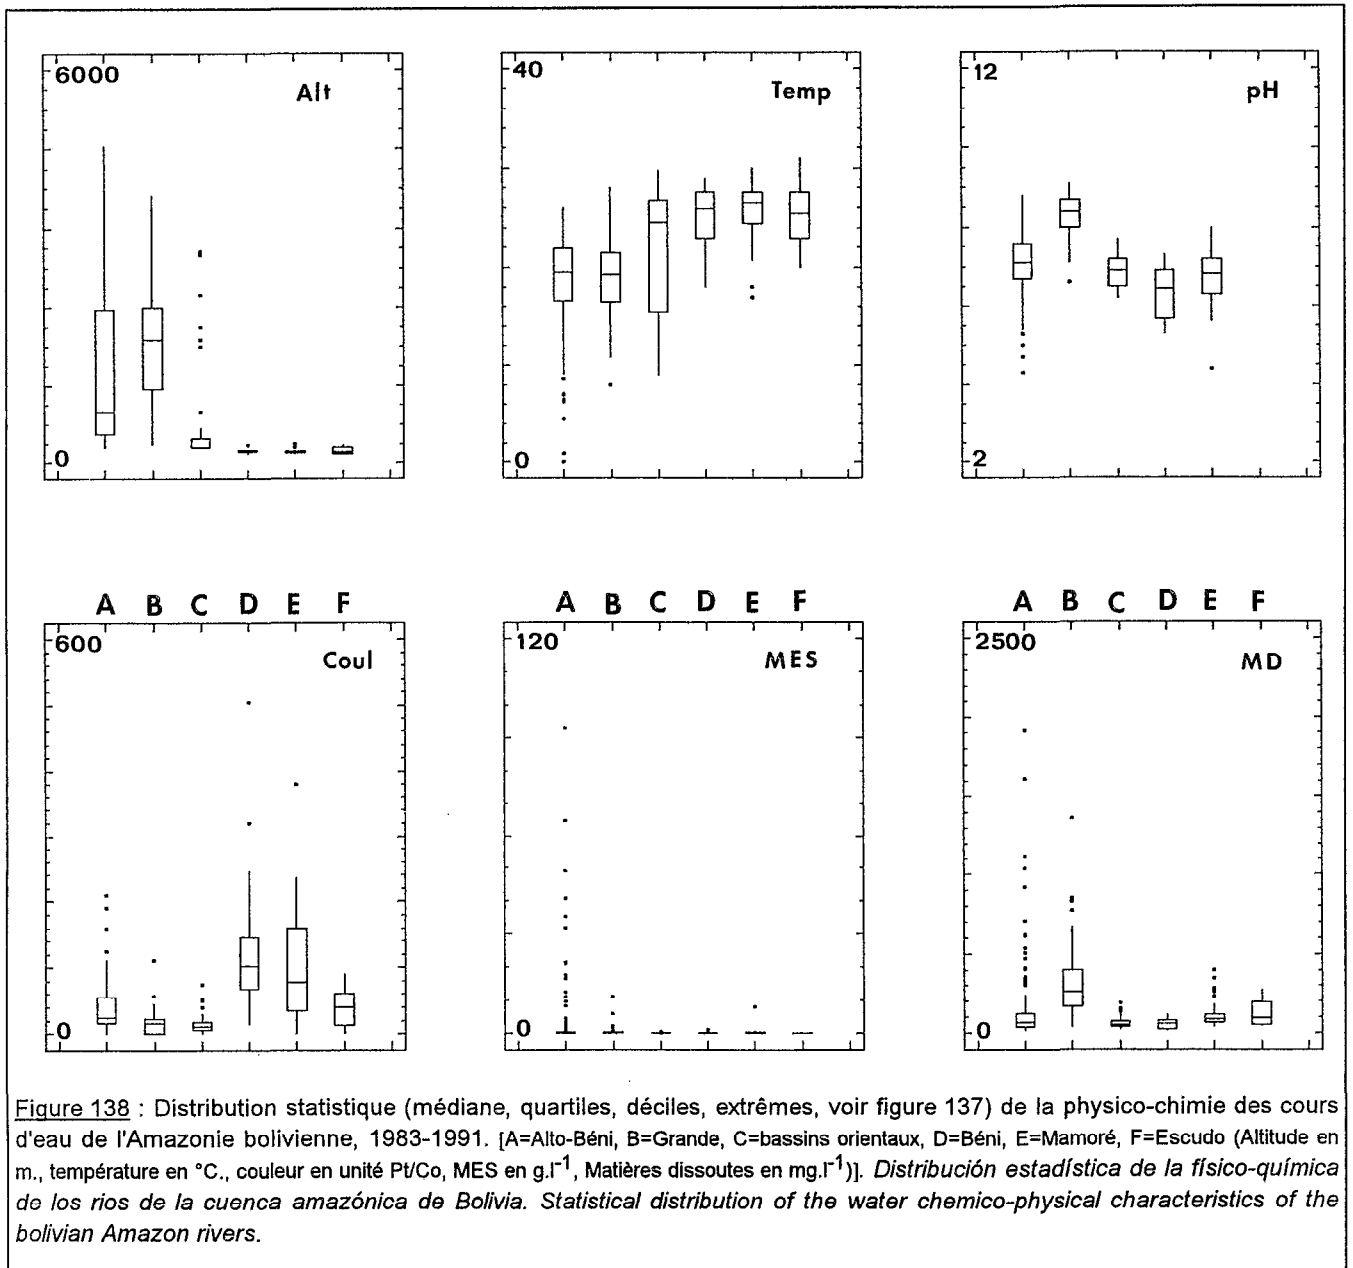 6000
Alt
0
40
Temp
0
12
pH
2
A B C D E F
600
Coul
0
A B C D E F
120
MES
0
A B C D E F
2500
MD
0
Figure 138 : Distribution statistique (médiane, quartiles, déciles, extrêmes, voir figure 137) de la physico-chimie des cours
d'eau de l'Amazonie bolivienne, 1983-1991. [A=Alto-Béni, B=Grande, C=bassins orientaux, D=Béni, E=Mamoré, F=Escudo (Altitude en
m., température en °C., couleur en unité Pt/Co, MES en g.l⁻¹, Matières dissoutes en mg.l⁻¹)]. Distribución estadística de la físico-química
de los rios de la cuenca amazónica de Bolivia. Statistical distribution of the water chemico-physical characteristics of the
bolivian Amazon rivers.